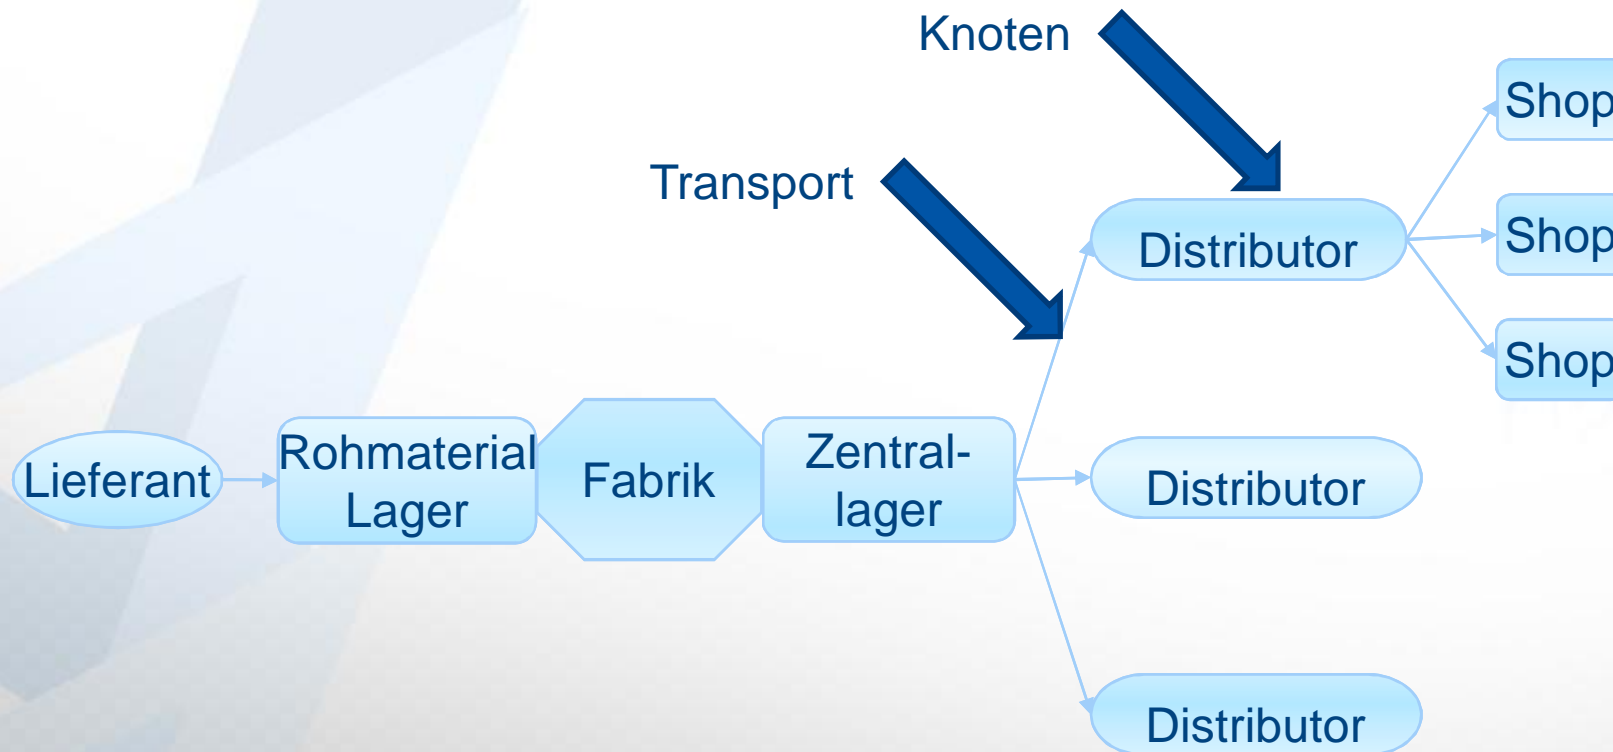 Knoten
Shop
Transport
Distributor
Shop
Shop
Lieferant
Rohmaterial
Lager
Fabrik
Zentral-
lager
Distributor
Distributor